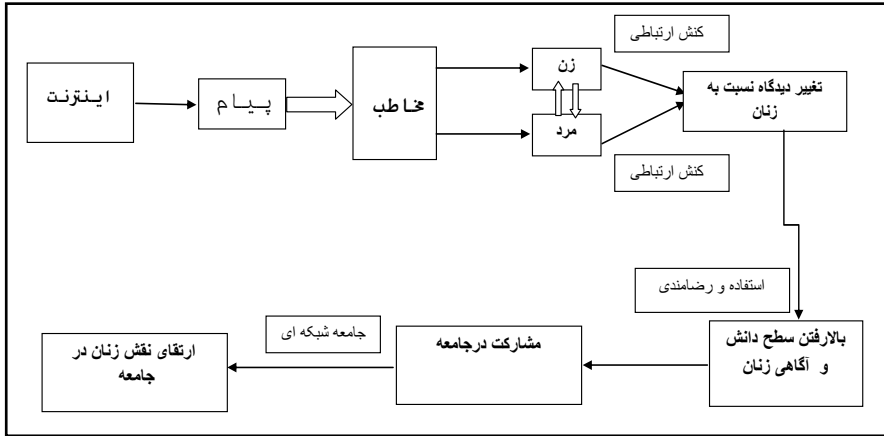 اینترنت
پیام
مخاطب
زن
مرد
کنش ارتباطی
کنش ارتباطی
تغییر دیدگاه نسبت به
زنان
استفاده و رضامندی
بالارفتن سطح دانش
و آگاهی زنان
مشارکت درجامعه
جامعه شبکه ای
ارتقای نقش زنان در
جامعه